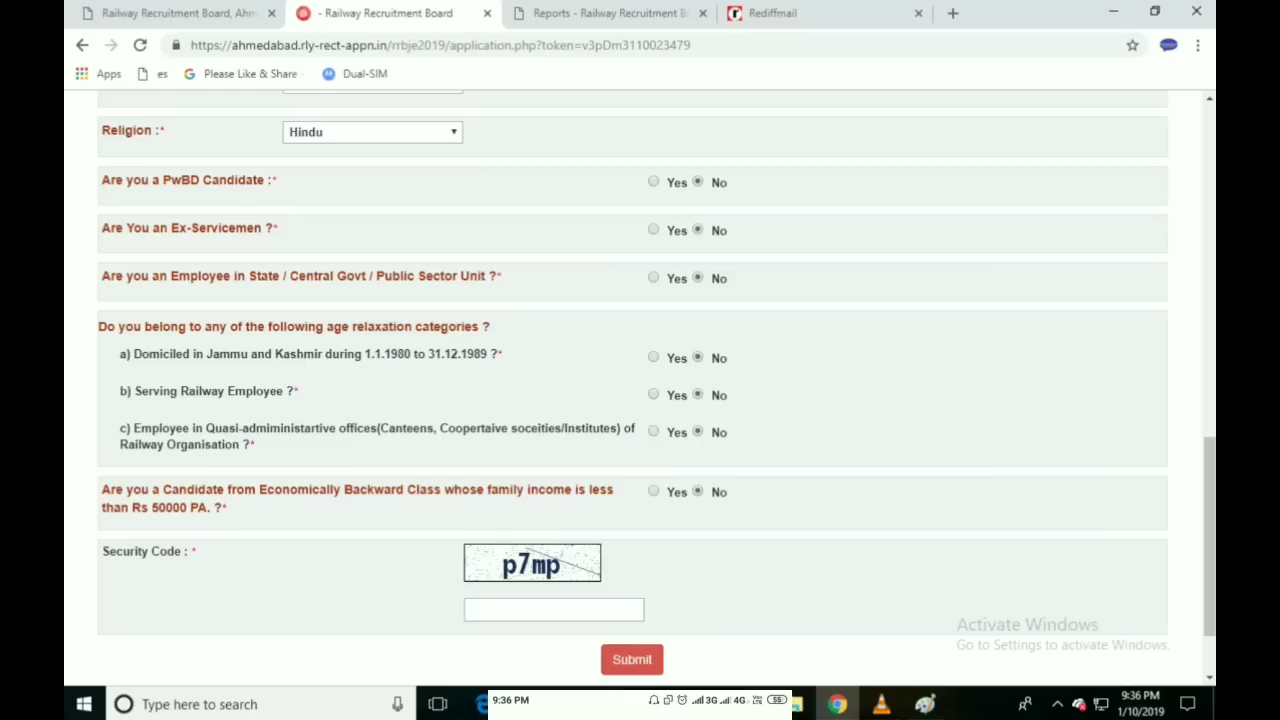 Railway Recruitment Board, Ahm
- Railway Recruitment Board
Reports - Railway Recruitment B
Rediffmail
https://ahmedabad.rly-rect-appn.in/rrbje2019/application.php?token=v3pDm3110023479
Apps es Please Like & Share Dual-SIM
Religion :* Hindu
Are you a PwBD Candidate :* Yes No
Are You an Ex-Servicemen ?* Yes No
Are you an Employee in State / Central Govt / Public Sector Unit ?* Yes No
Do you belong to any of the following age relaxation categories ?
a) Domiciled in Jammu and Kashmir during 1.1.1980 to 31.12.1989 ?* Yes No
b) Serving Railway Employee ?* Yes No
c) Employee in Quasi-admiministartive offices(Canteens, Coopertaive soceities/Institutes) of Yes No
Railway Organisation ?*
Are you a Candidate from Economically Backward Class whose family income is less Yes No
than Rs 50000 PA. ?*
Security Code : * p7mp
Activate Windows
Go to Settings to activate Windows.
Submit
Type here to search
9:36 PM 3G 4G VoLTE 55
9:36 PM
1/10/2019